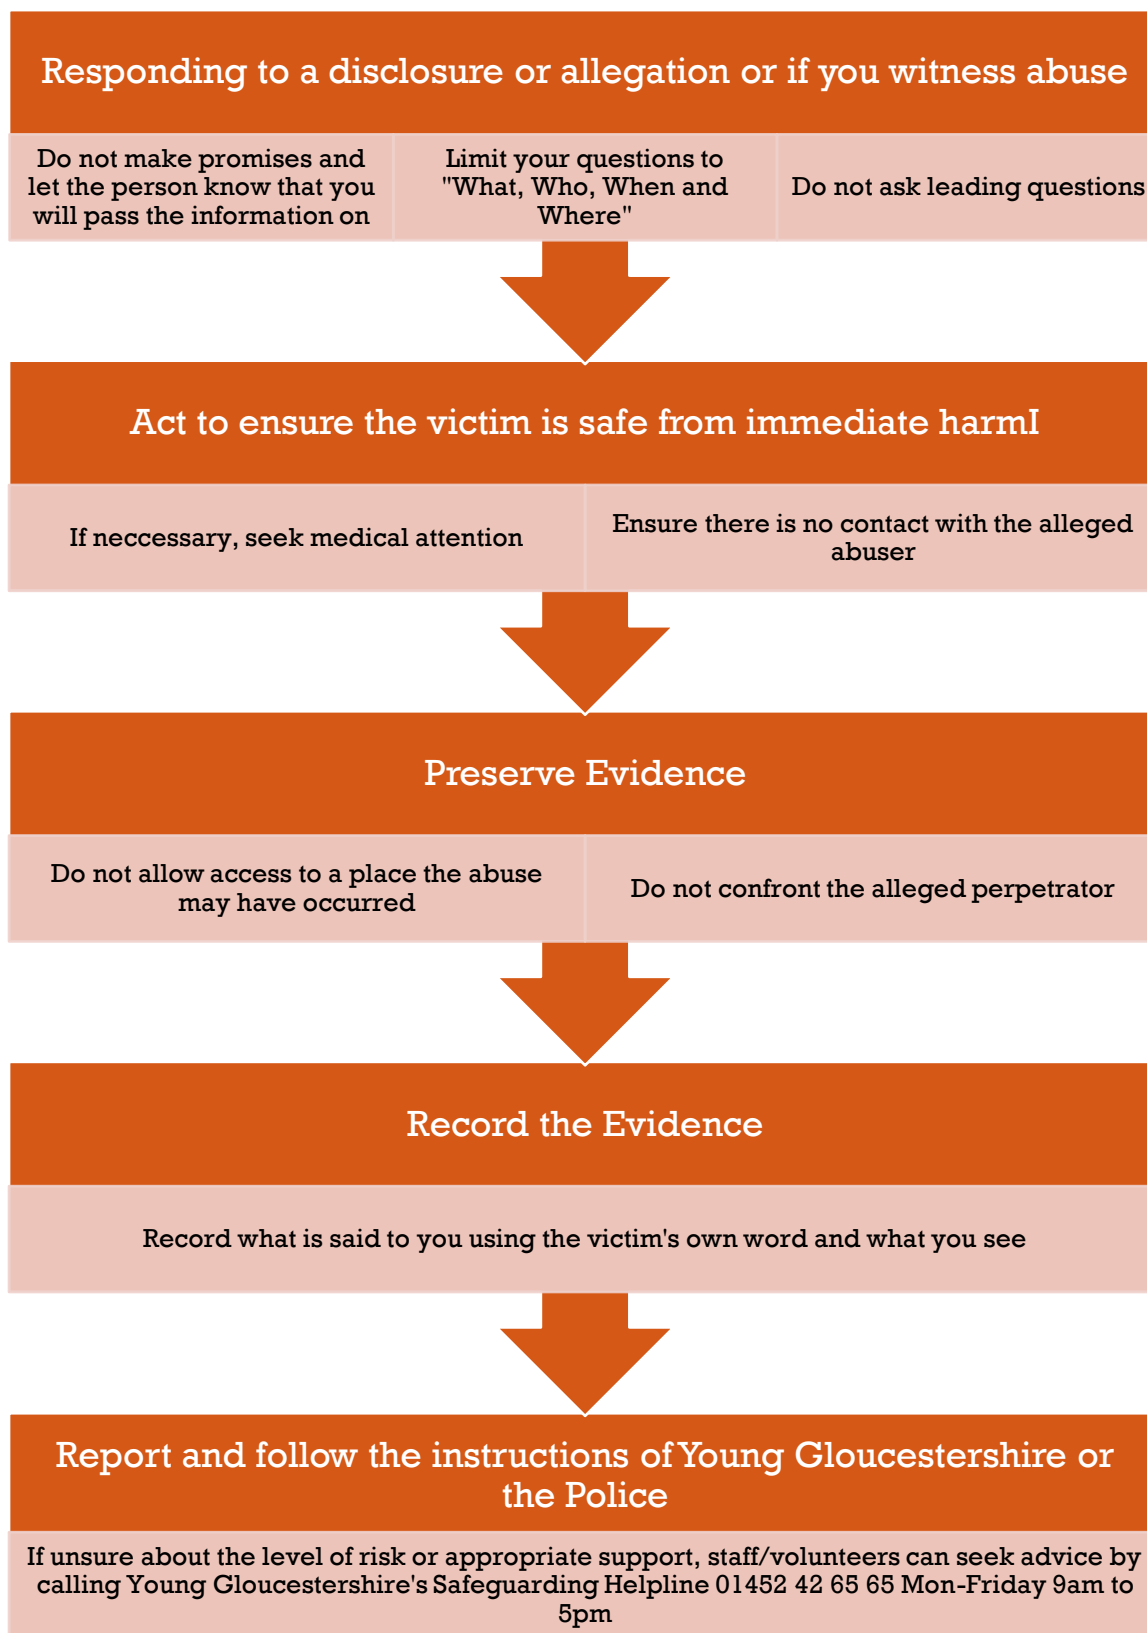 Responding to a disclosure or allegation or if you witness abuse
Do not make promises and
let the person know that you
will pass the information on
Limit your questions to
"What, Who, When and
Where"
Do not ask leading questions
Act to ensure the victim is safe from immediate harmI
If neccessary, seek medical attention
Ensure there is no contact with the alleged
abuser
Preserve Evidence
Do not allow access to a place the abuse
may have occurred
Do not confront the alleged perpetrator
Record the Evidence
Record what is said to you using the victim's own word and what you see
Report and follow the instructions of Young Gloucestershire or
the Police
If unsure about the level of risk or appropriate support, staff/volunteers can seek advice by
calling Young Gloucestershire's Safeguarding Helpline 01452 42 65 65 Mon-Friday 9am to
5pm